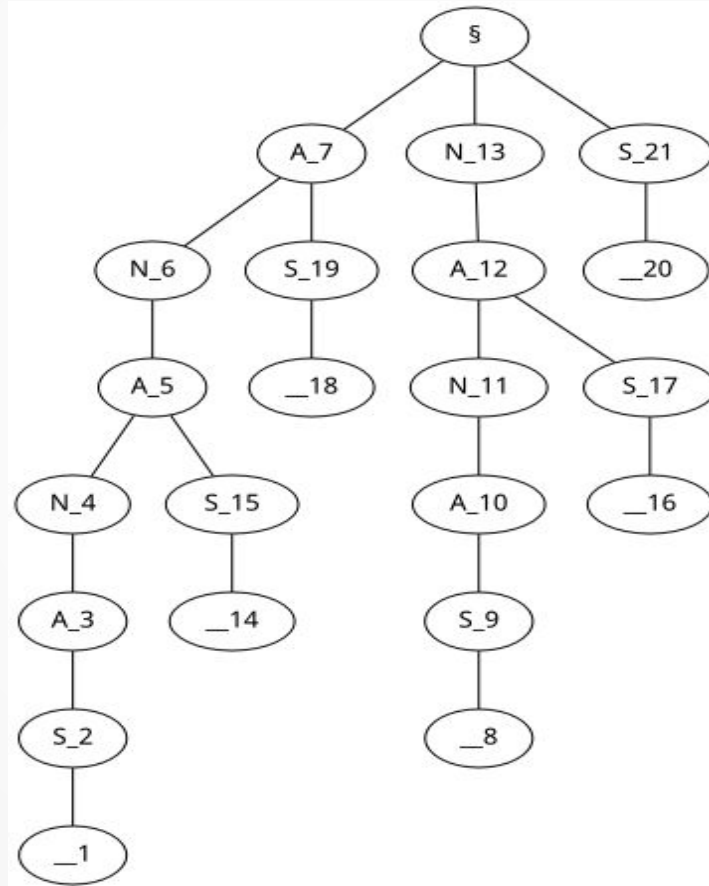 §
A_7 N_13 S_21
N_6 S_19 A_12 __20
A_5 __18 N_11 S_17
N_4 S_15 A_10 __16
A_3 __14 S_9
S_2 __8
__1